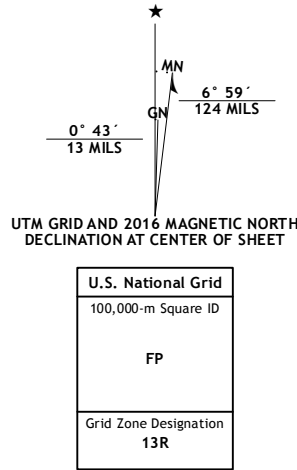 MN
GN
6° 59´
124 MILS
0° 43´
13 MILS
UTM GRID AND 2016 MAGNETIC NORTH
DECLINATION AT CENTER OF SHEET
U.S. National Grid
100,000-m Square ID
FP
Grid Zone Designation
13R